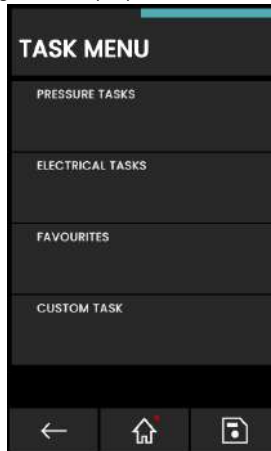 TASK MENU
PRESSURE TASKS
ELECTRICAL TASKS
FAVOURITES
CUSTOM TASK